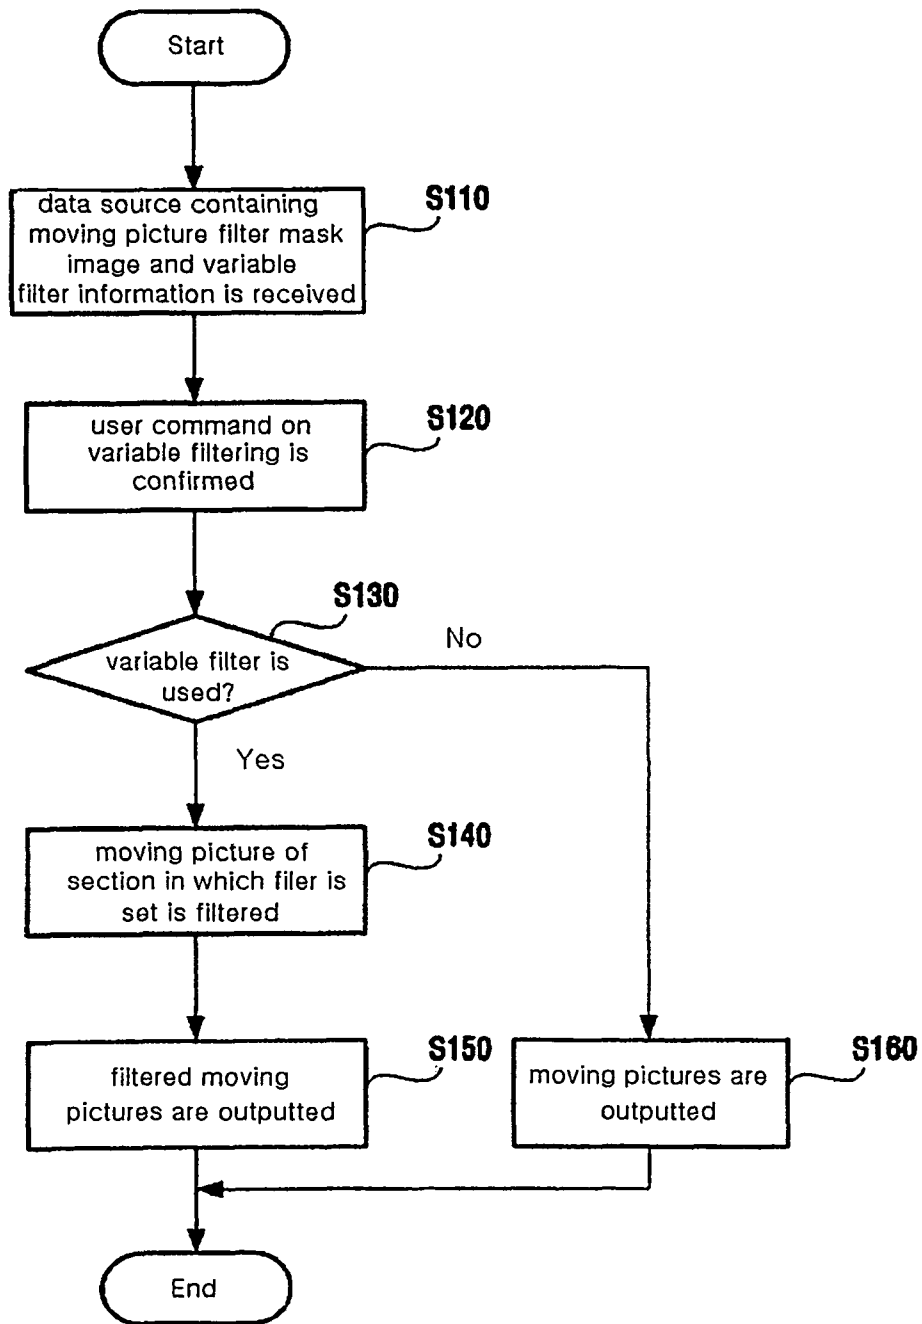 Start
S110
data source containing
moving picture filter mask
image and variable
filter information is received
S120
user command on
variable filtering is
confirmed
S130
variable filter is
used?
No
Yes
S140
moving picture of
section in which filer is
set is filtered
S150
filtered moving
pictures are outputted
S160
moving pictures are
outputted
End